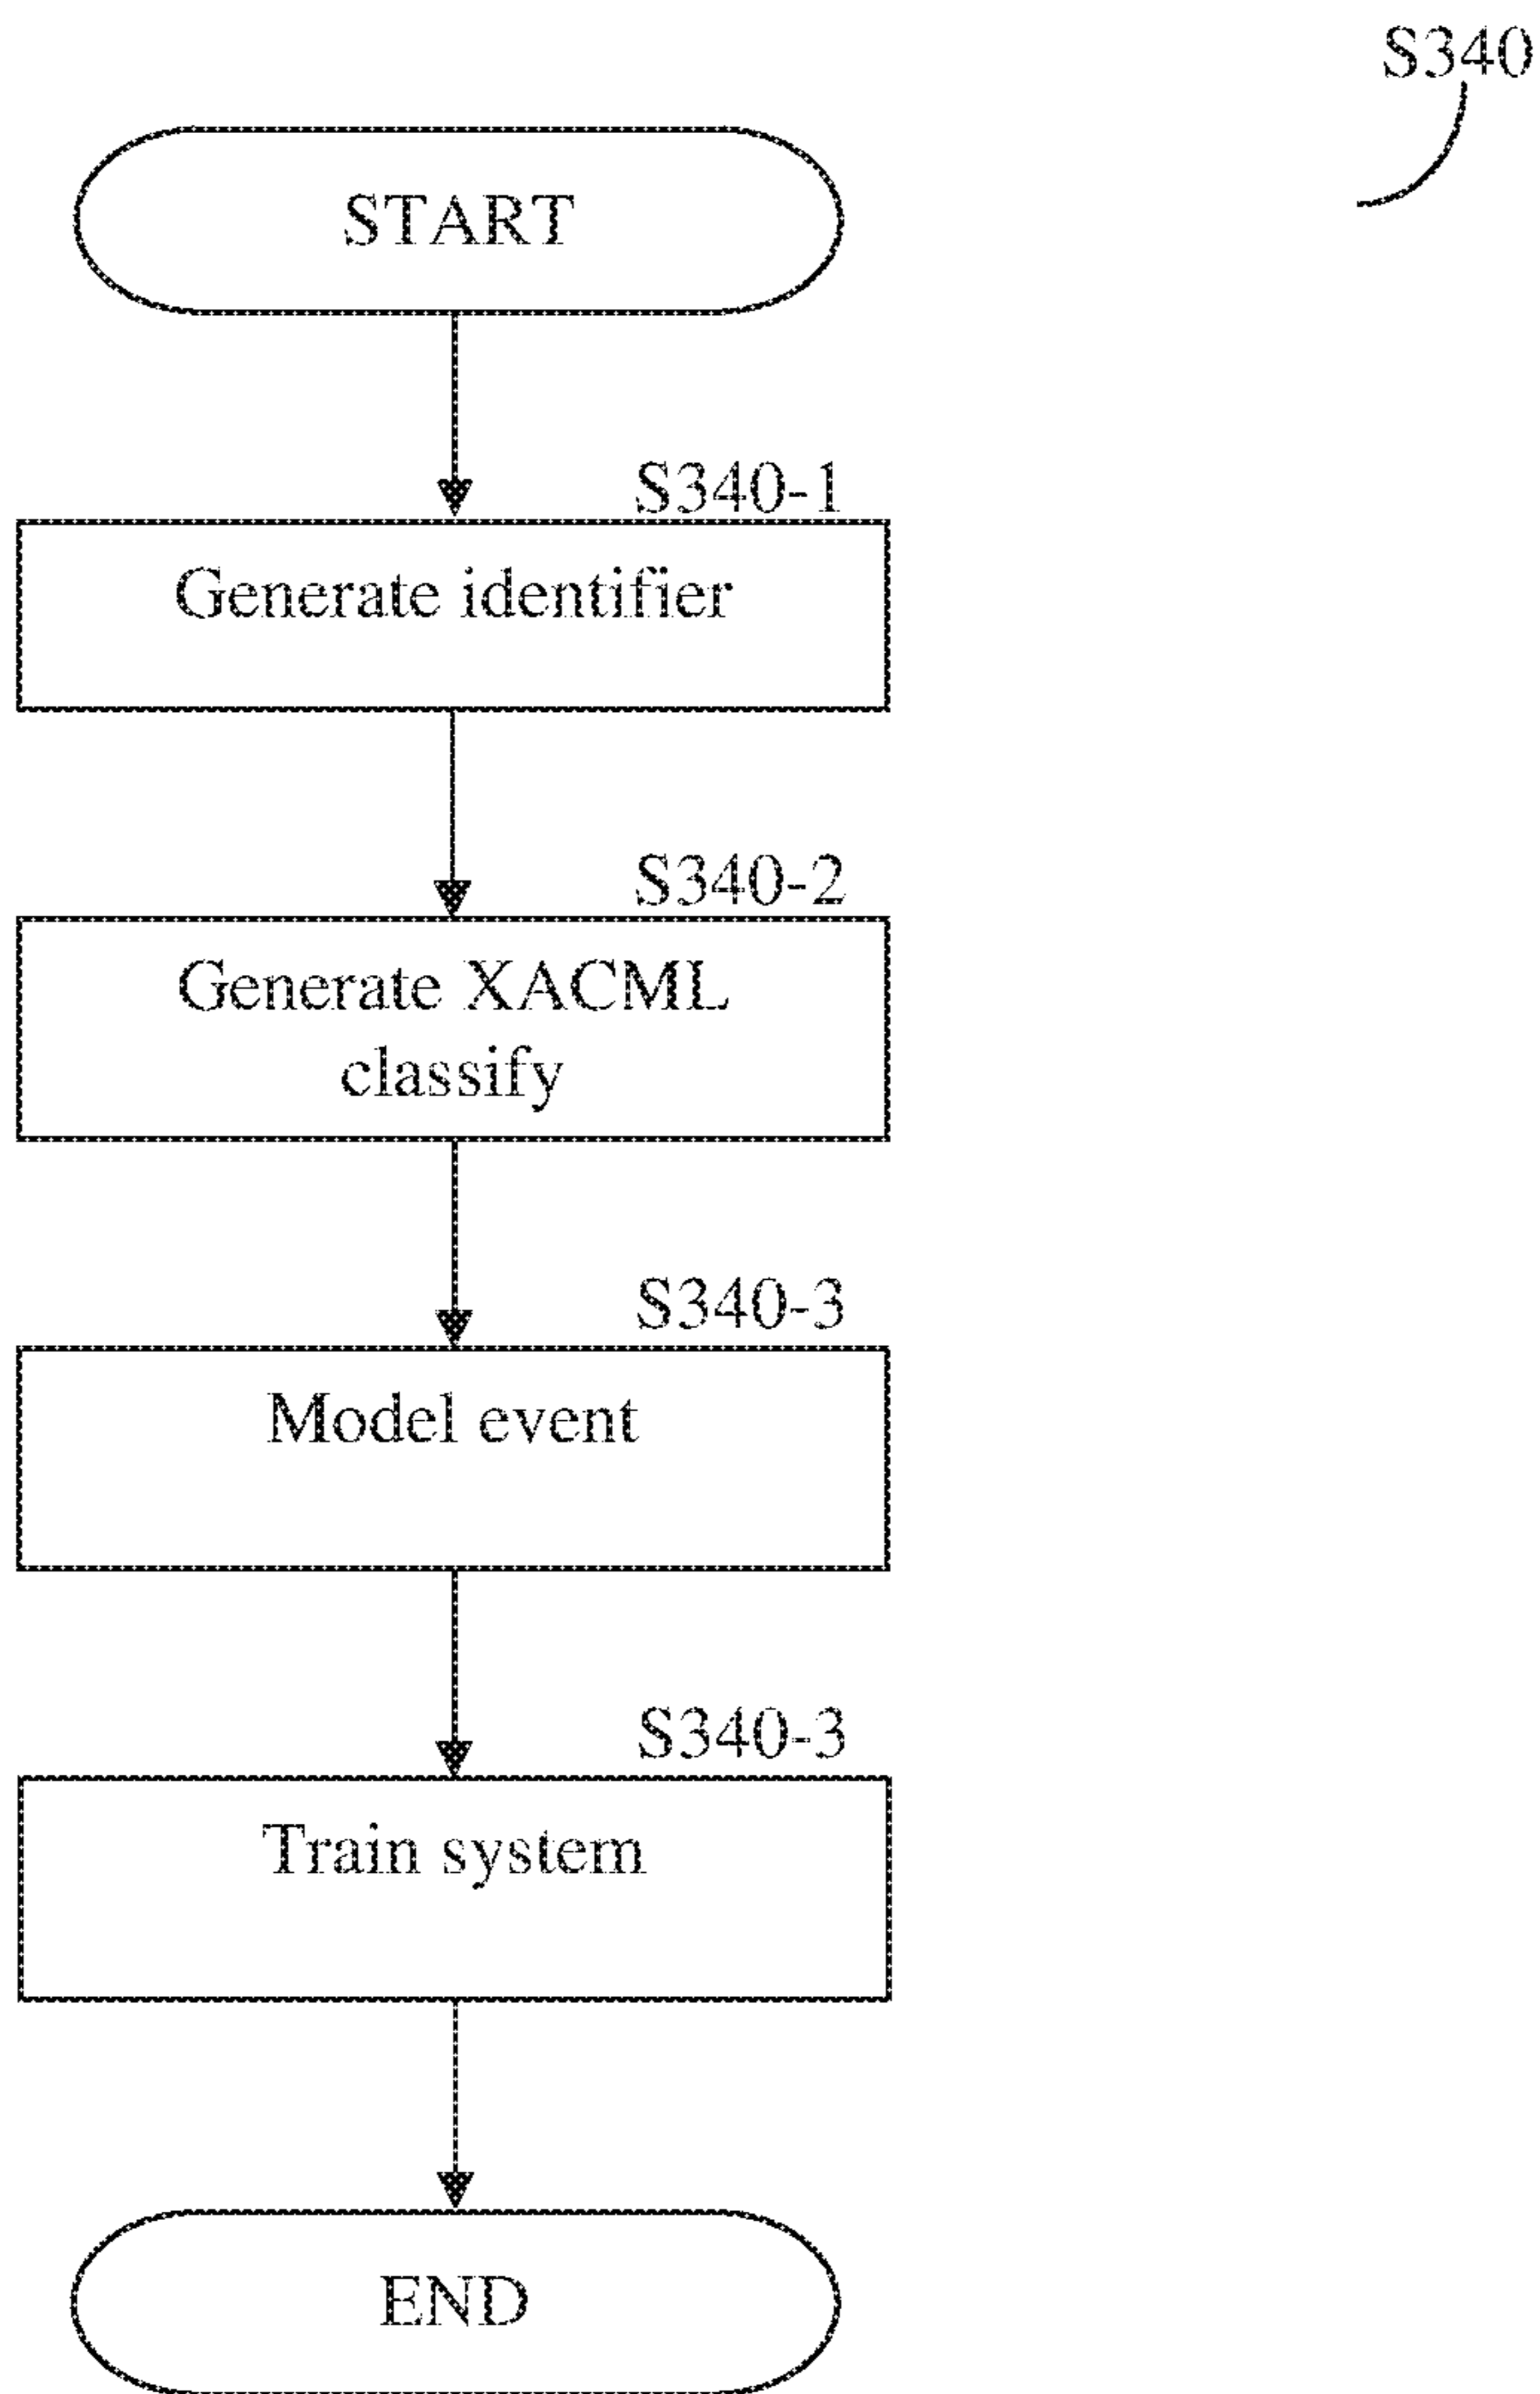 S340
START
S340-1
Generate identifier
S340-2
Generate XACML
classify
S340-3
Model event
S340-3
Train system
END